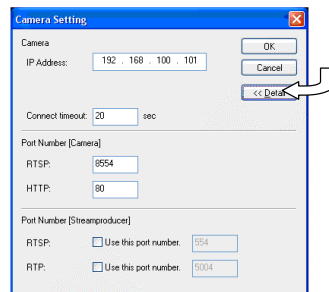 Camera Setting
Camera
IP Address: 192 . 168 . 100 . 101
OK
Cancel
<< Detail
Connect timeout: 20 sec
Port Number [Camera]
RTSP: 8554
HTTP: 80
Port Number [Streamproducer]
RTSP: Use this port number. 554
RTP: Use this port number. 5004